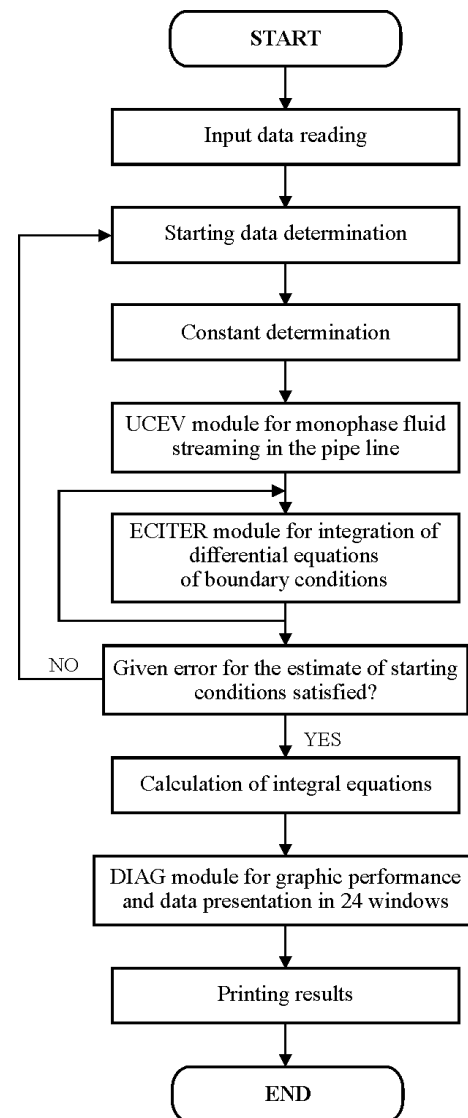 START
Input data reading
Starting data determination
Constant determination
UCEV module for monophase fluid
streaming in the pipe line
ECITER module for integration of
differential equations
of boundary conditions
NO
Given error for the estimate of starting
conditions satisfied?
YES
Calculation of integral equations
DIAG module for graphic performance
and data presentation in 24 windows
Printing results
END